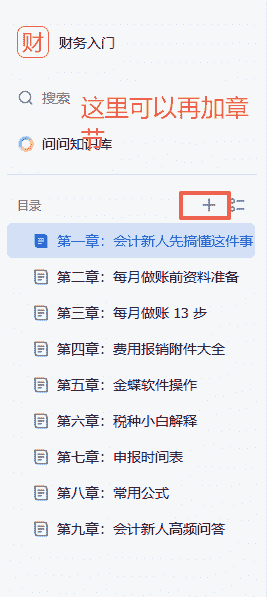 财
财务入门
搜索
这里可以再加章
节
问问知识库
目录
第一章：会计新人先搞懂这件事
第二章：每月做账前资料准备
第三章：每月做账 13 步
第四章：费用报销附件大全
第五章：金蝶软件操作
第六章：税种小白解释
第七章：申报时间表
第八章：常用公式
第九章：会计新人高频问答